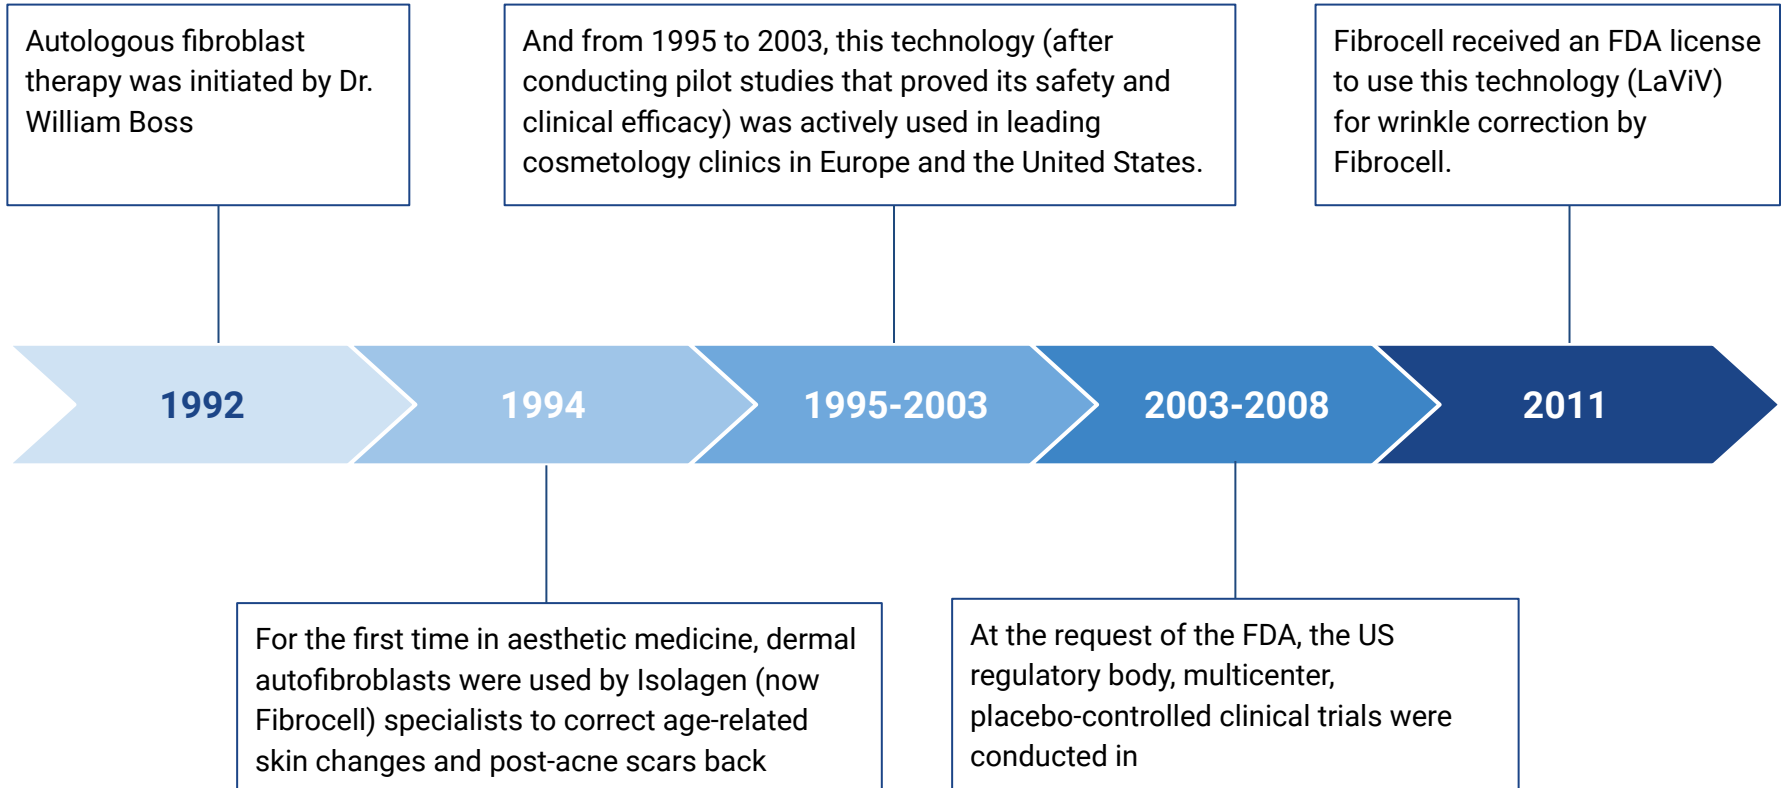 Autologous fibroblast
therapy was initiated by Dr.
William Boss
And from 1995 to 2003, this technology (after
conducting pilot studies that proved its safety and
clinical efficacy) was actively used in leading
cosmetology clinics in Europe and the United States.
Fibrocell received an FDA license
to use this technology (LaViV)
for wrinkle correction by
Fibrocell.
1992
1994
1995-2003
2003-2008
2011
For the first time in aesthetic medicine, dermal
autofibroblasts were used by Isolagen (now
Fibrocell) specialists to correct age-related
skin changes and post-acne scars back
At the request of the FDA, the US
regulatory body, multicenter,
placebo-controlled clinical trials were
conducted in